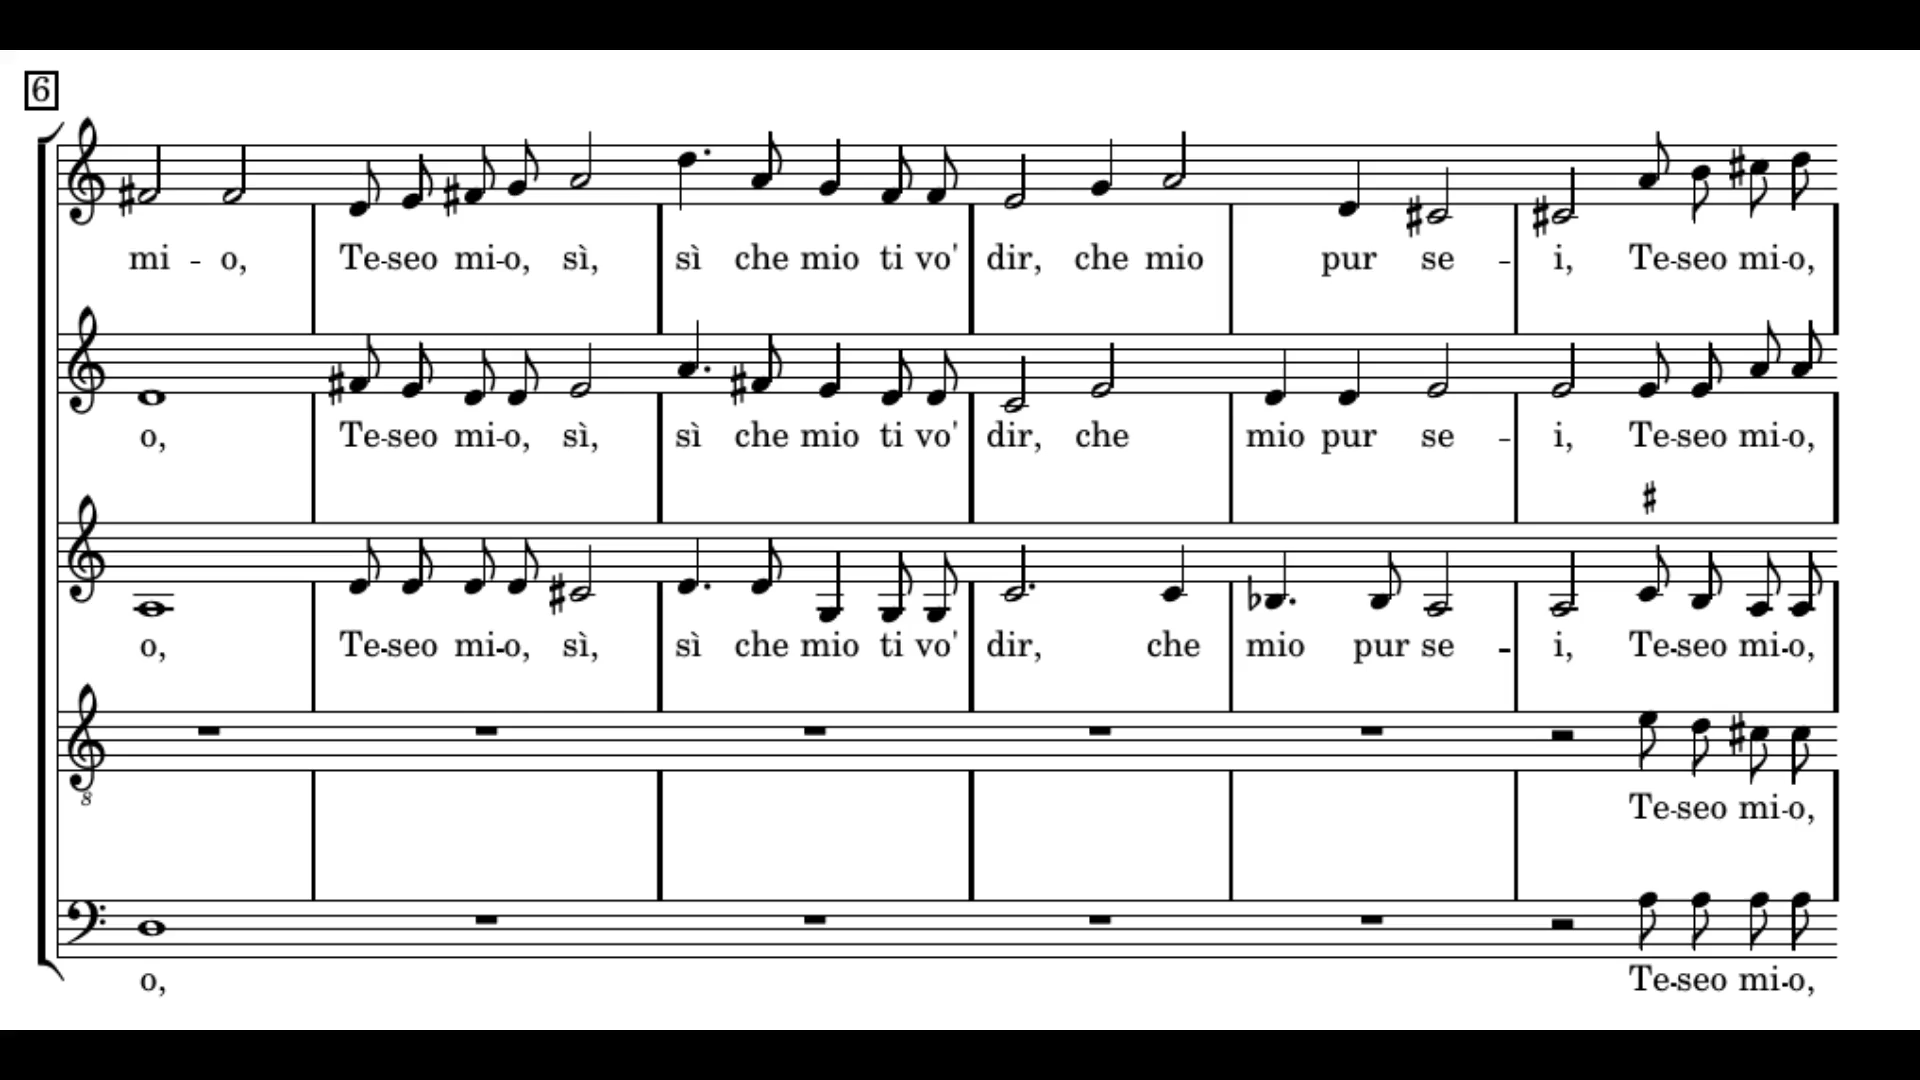 6
mi - o, Te-seo mi-o, sì, sì che mio ti vo' dir, che mio pur se - i, Te-seo mi-o,
o, Te-seo mi-o, sì, sì che mio ti vo' dir, che mio pur se - i, Te-seo mi-o,
o, Te-seo mi-o, sì, sì che mio ti vo' dir, che mio pur se - i, Te-seo mi-o,
8
Te-seo mi-o,
o, Te-seo mi-o,